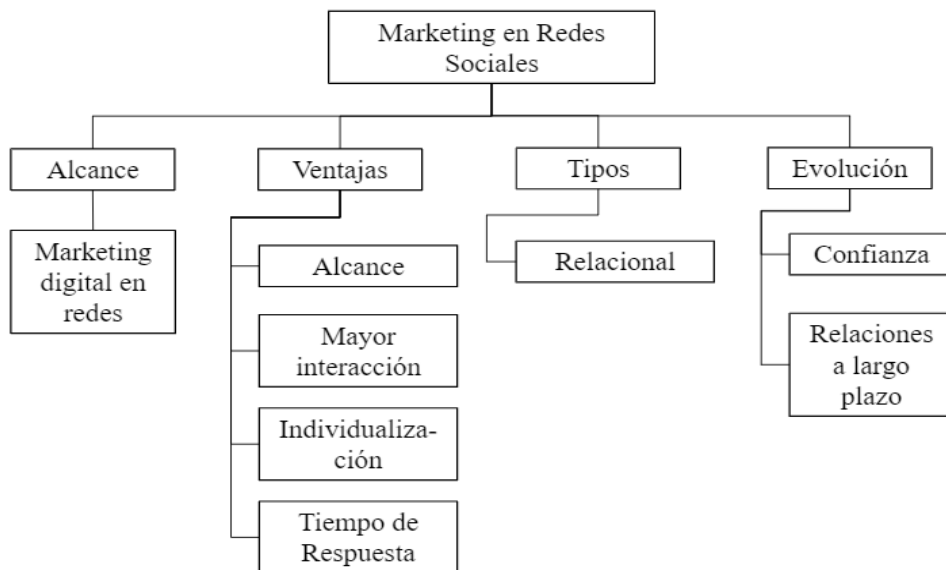 Marketing en Redes
Sociales
Alcance
Ventajas
Tipos
Evolución
Marketing
digital en
redes
Alcance
Mayor
interacción
Individualiza-
ción
Tiempo de
Respuesta
Relacional
Confianza
Relaciones
a largo
plazo